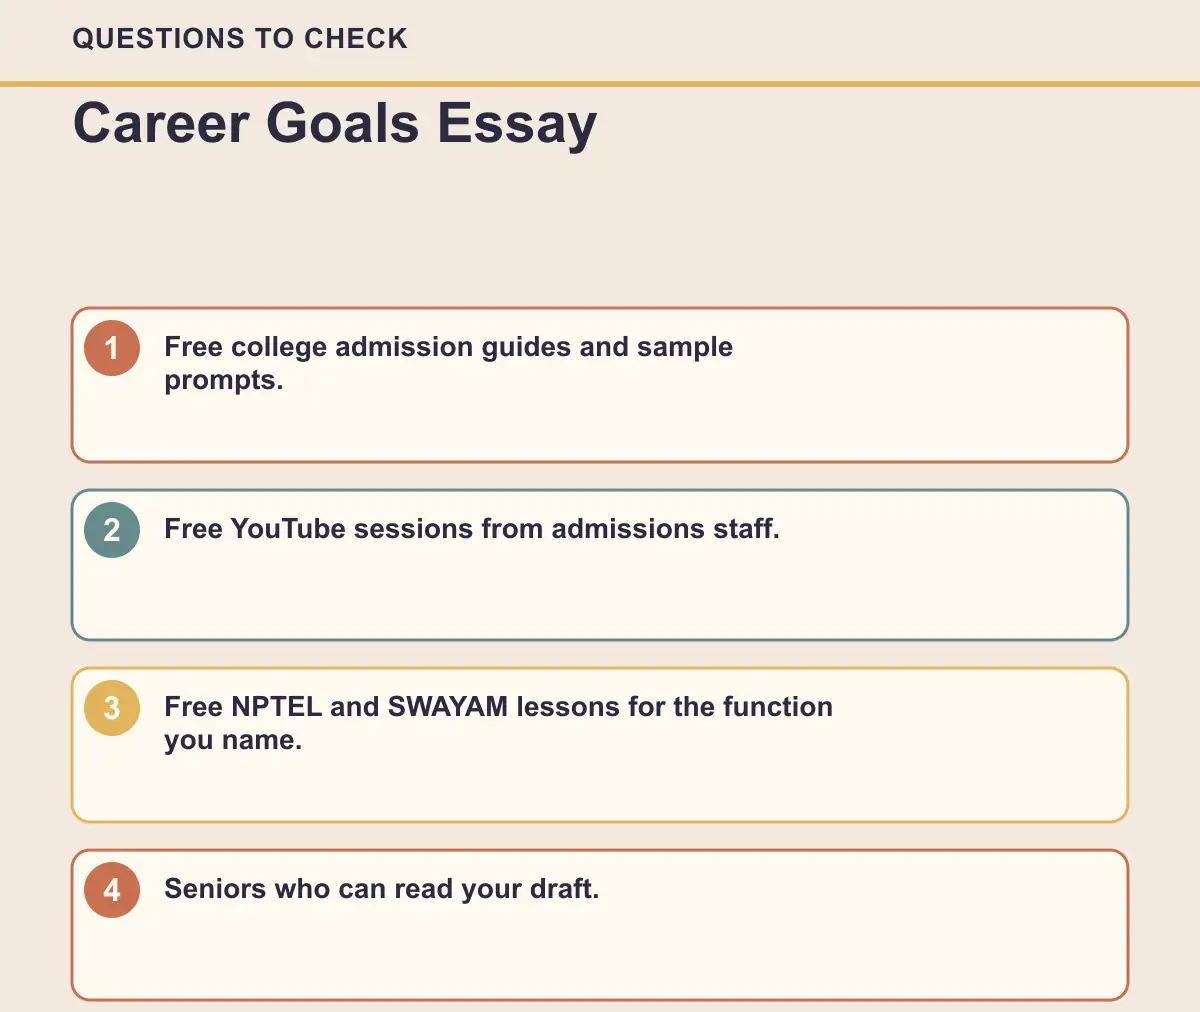 QUESTIONS TO CHECK
Career Goals Essay
1
Free college admission guides and sample
prompts.
2
Free YouTube sessions from admissions staff.
3
Free NPTEL and SWAYAM lessons for the function
you name.
4
Seniors who can read your draft.